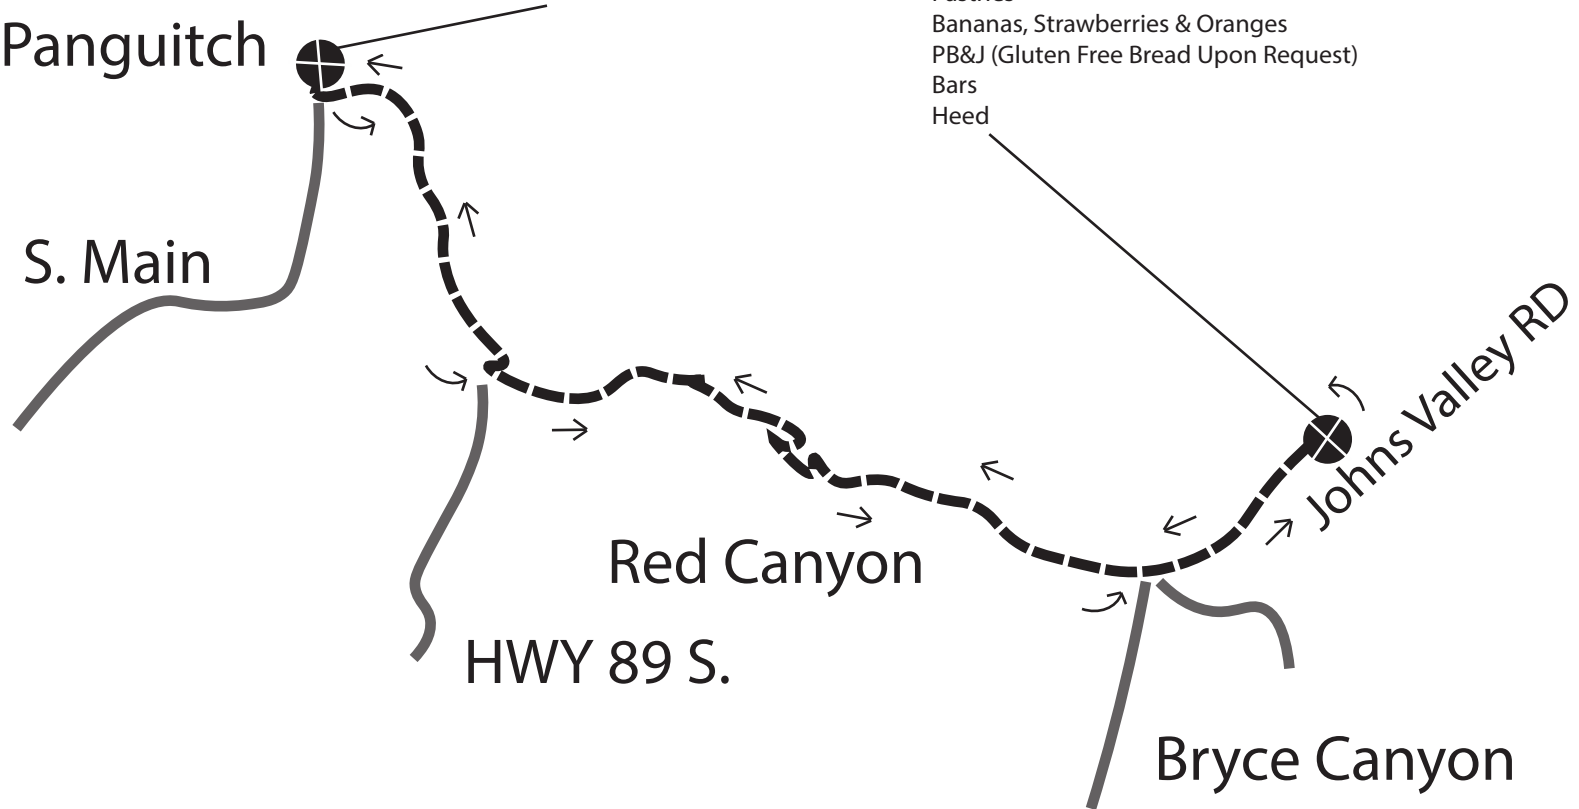 Pastries
Bananas, Strawberries & Oranges
PB&J (Gluten Free Bread Upon Request)
Bars
Heed
Panguitch
S. Main
Johns Valley RD
Red Canyon
HWY 89 S.
Bryce Canyon